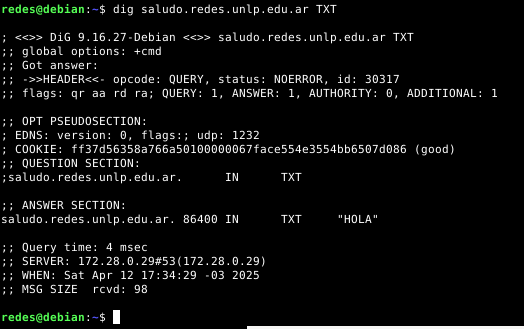 redes@debian:~$ dig saludo.redes.unlp.edu.ar TXT
; <<>> DiG 9.16.27-Debian <<>> saludo.redes.unlp.edu.ar TXT
;; global options: +cmd
;; Got answer:
;; ->>HEADER<<- opcode: QUERY, status: NOERROR, id: 30317
;; flags: qr aa rd ra; QUERY: 1, ANSWER: 1, AUTHORITY: 0, ADDITIONAL: 1
;; OPT PSEUDOSECTION:
; EDNS: version: 0, flags:; udp: 1232
; COOKIE: ff37d56358a766a50100000067face554e3554bb6507d086 (good)
;; QUESTION SECTION:
;saludo.redes.unlp.edu.ar. IN TXT
;; ANSWER SECTION:
saludo.redes.unlp.edu.ar. 86400 IN TXT "HOLA"
;; Query time: 4 msec
;; SERVER: 172.28.0.29#53(172.28.0.29)
;; WHEN: Sat Apr 12 17:34:29 -03 2025
;; MSG SIZE rcvd: 98
redes@debian:~$